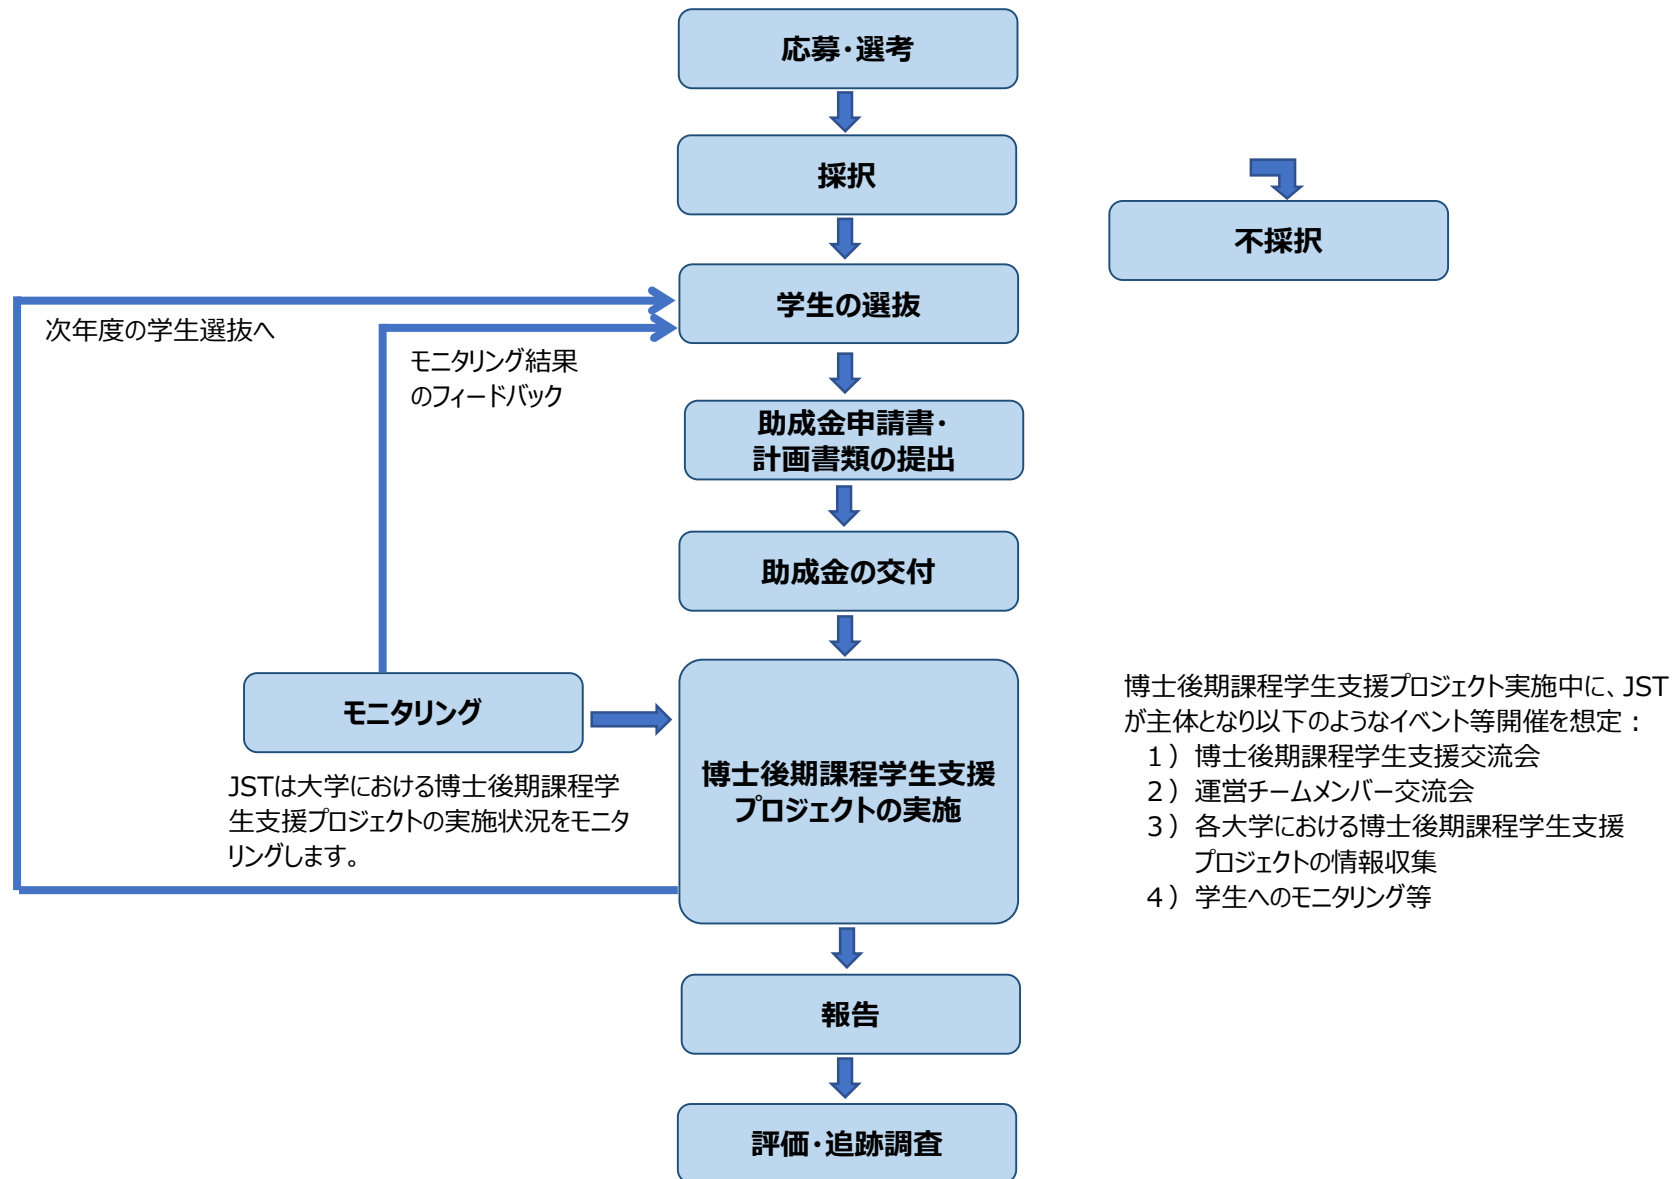 応募・選考
採択
不採択
学生の選抜
次年度の学生選抜へ
モニタリング結果
のフィードバック
助成金申請書・
計画書類の提出
助成金の交付
モニタリング
JSTは大学における博士後期課程学
生支援プロジェクトの実施状況をモニタ
リングします。
博士後期課程学生支援
プロジェクトの実施
博士後期課程学生支援プロジェクト実施中に、JST
が主体となり以下のようなイベント等開催を想定：
１）博士後期課程学生支援交流会
２）運営チームメンバー交流会
３）各大学における博士後期課程学生支援
プロジェクトの情報収集
４）学生へのモニタリング等
報告
評価・追跡調査